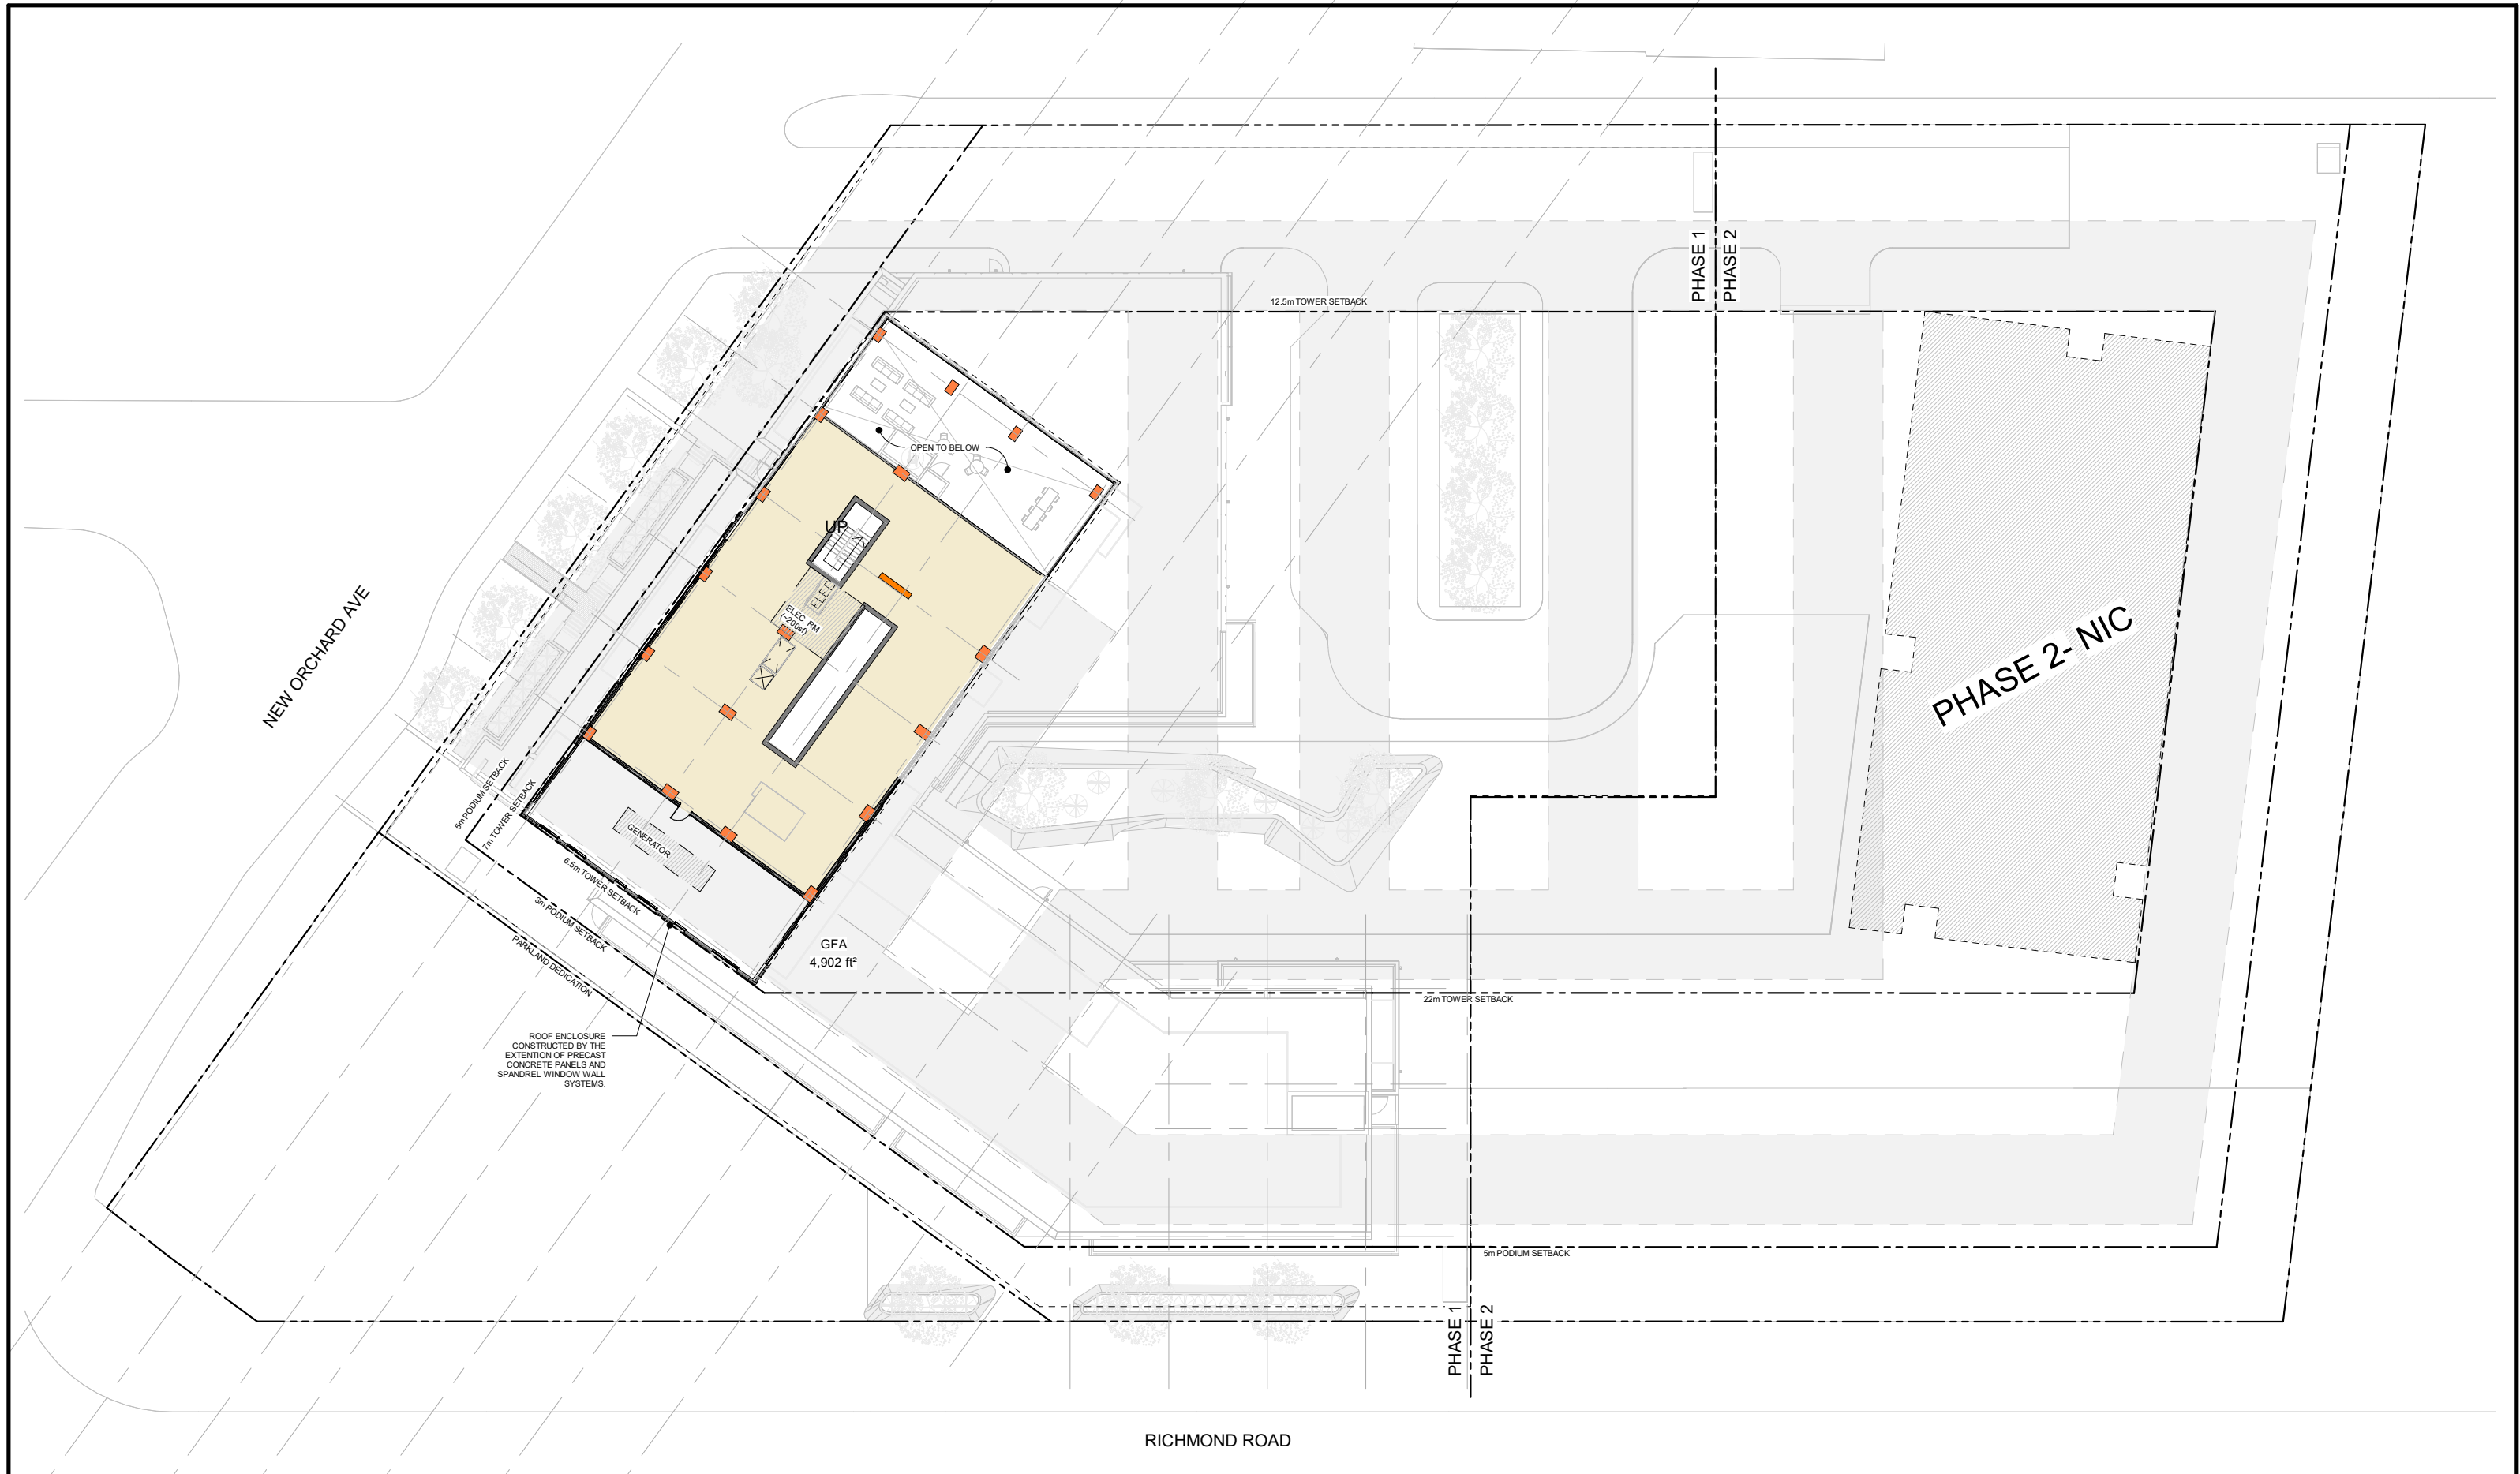 PHASE 1
PHASE 2
12.5m TOWER SETBACK
OPEN TO BELOW
UP
ELEC
ELEC. RM
(~200sf)
NEW ORCHARD AVE
PHASE 2- NIC
5m PODIUM SETBACK
7m TOWER SETBACK
GENERATOR
6.5m TOWER SETBACK
3m PODIUM SETBACK
PARKLAND DEDICATION
GFA
4,902 ft²
22m TOWER SETBACK
ROOF ENCLOSURE
CONSTRUCTED BY THE
EXTENTION OF PRECAST
CONCRETE PANELS AND
SPANDREL WINDOW WALL
SYSTEMS.
5m PODIUM SETBACK
PHASE 1
PHASE 2
RICHMOND ROAD